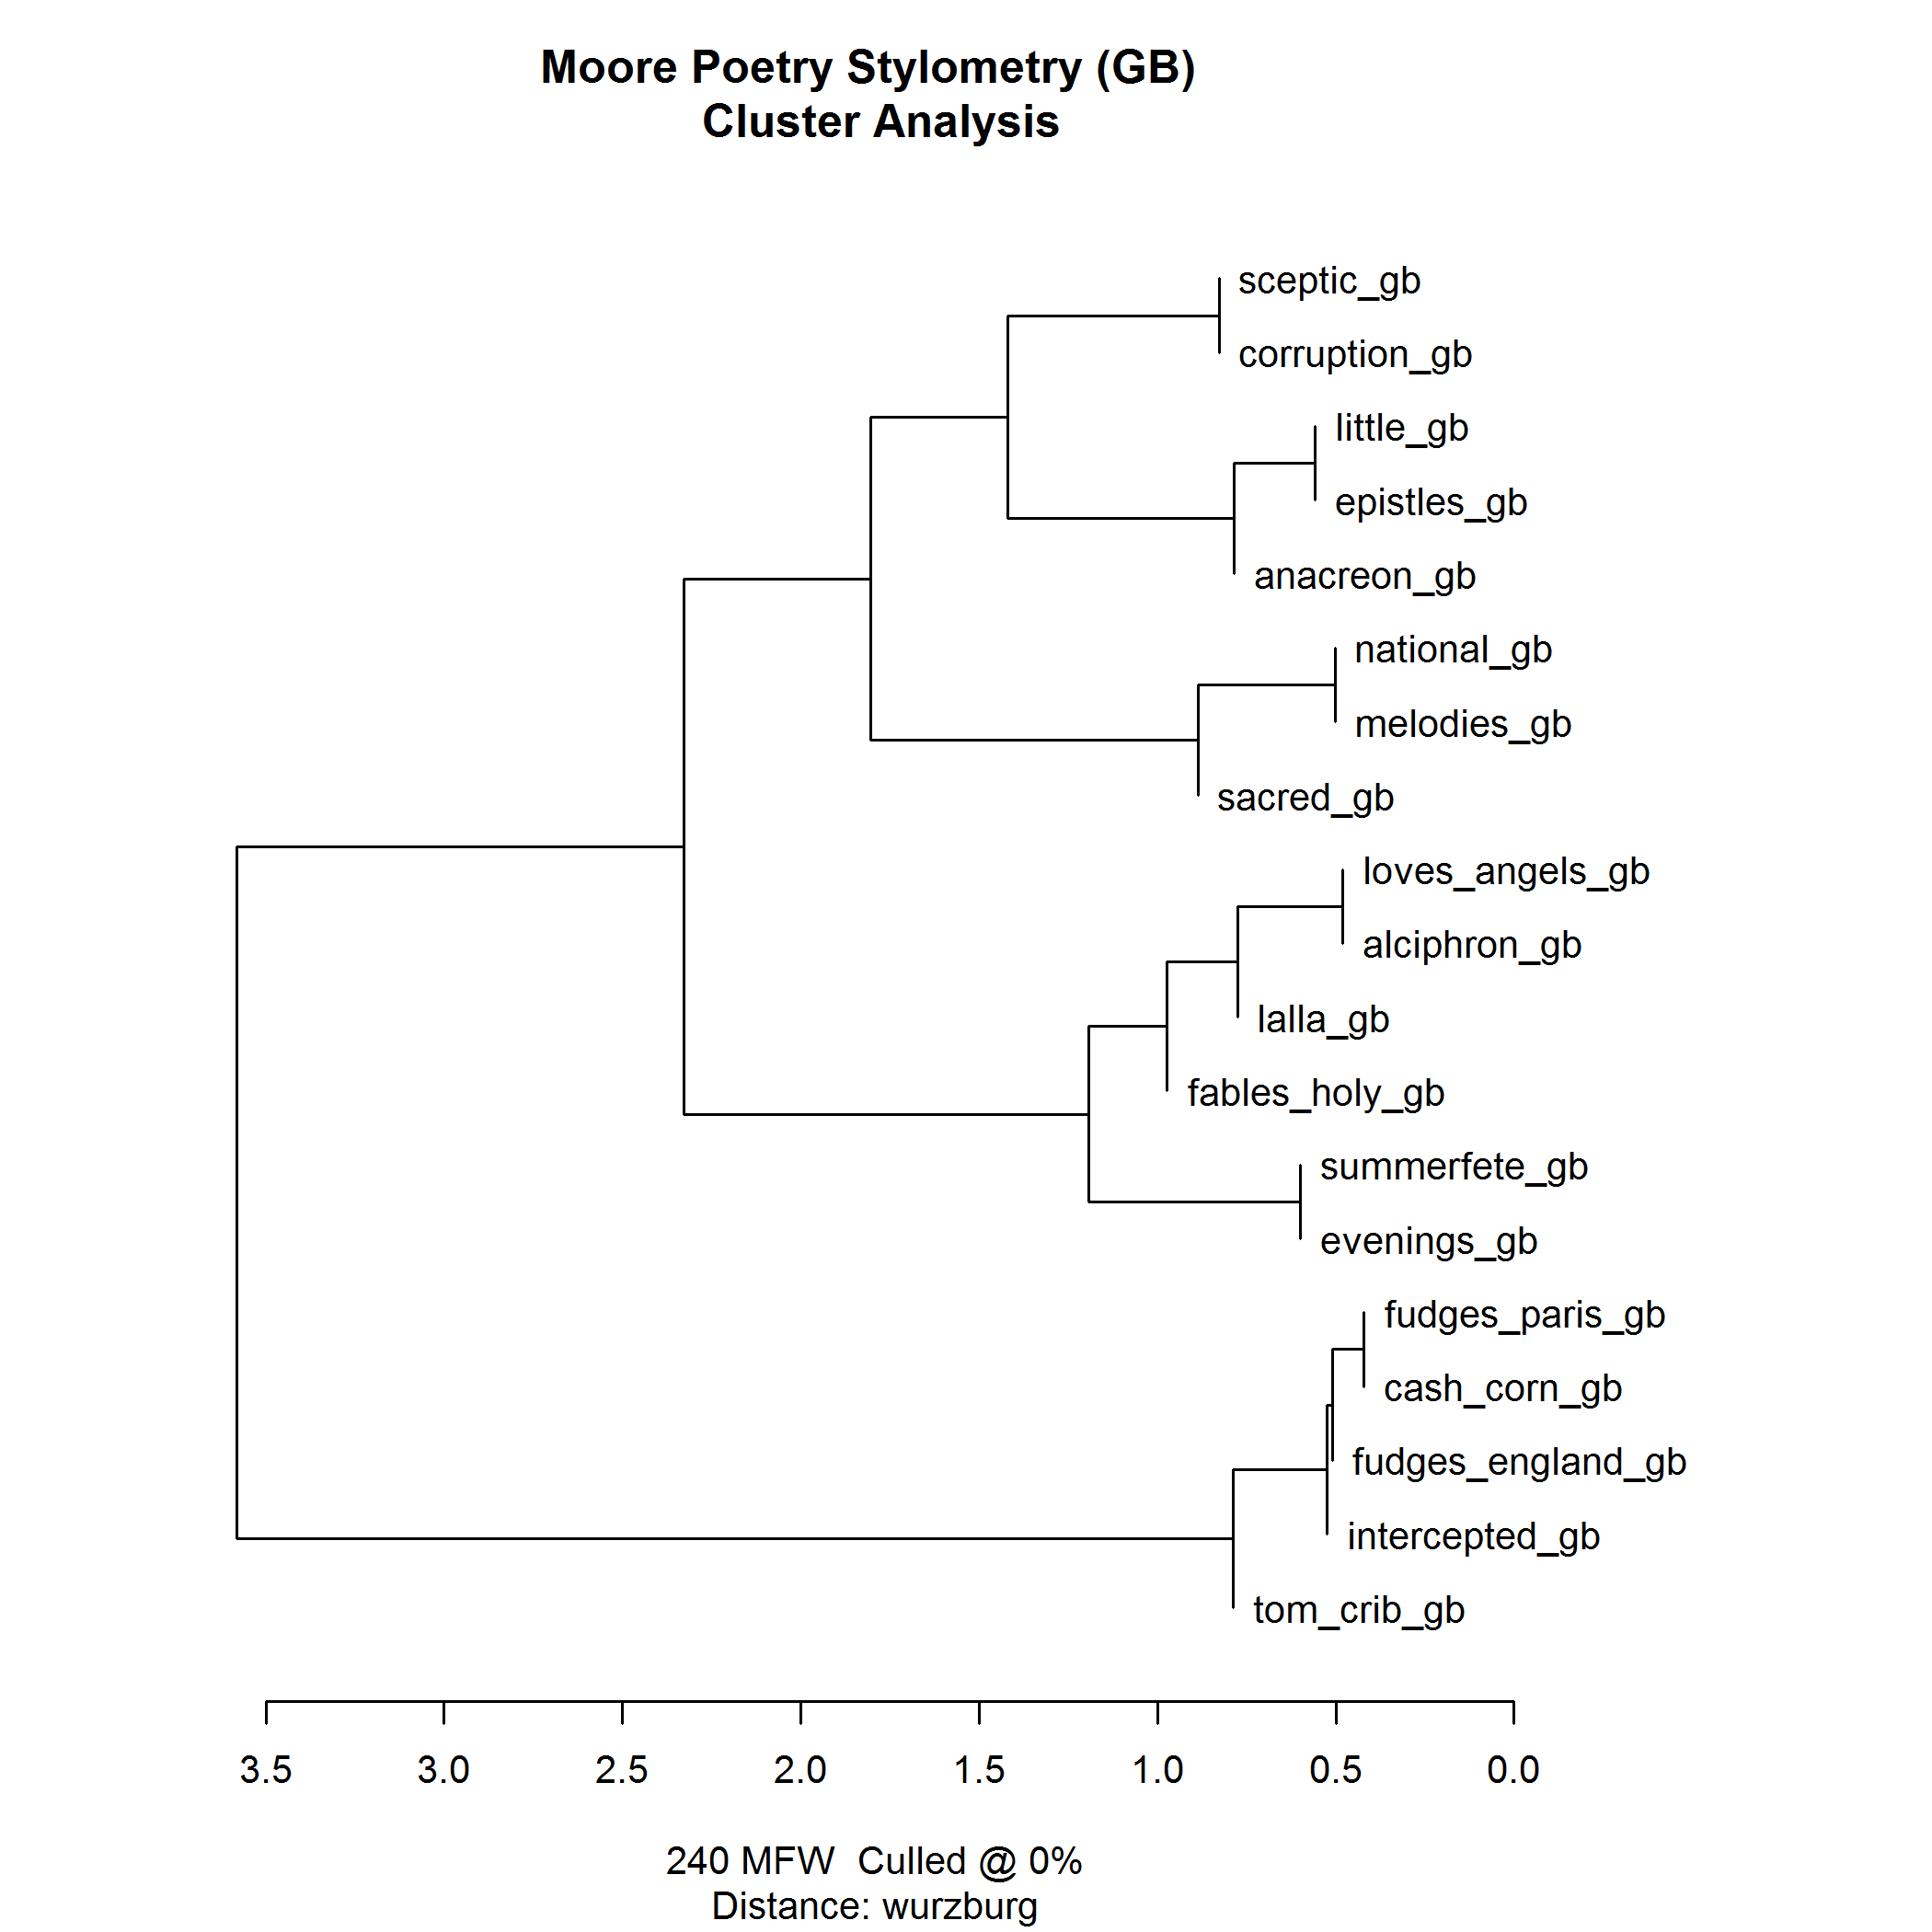 Moore Poetry Stylometry (GB)
Cluster Analysis
sceptic_gb
corruption_gb
little_gb
epistles_gb
anacreon_gb
national_gb
melodies_gb
sacred_gb
loves_angels_gb
alciphron_gb
lalla_gb
fables_holy_gb
summerfete_gb
evenings_gb
fudges_paris_gb
cash_corn_gb
fudges_england_gb
intercepted_gb
tom_crib_gb
3.5 3.0 2.5 2.0 1.5 1.0 0.5 0.0
240 MFW  Culled @ 0%
Distance: wurzburg